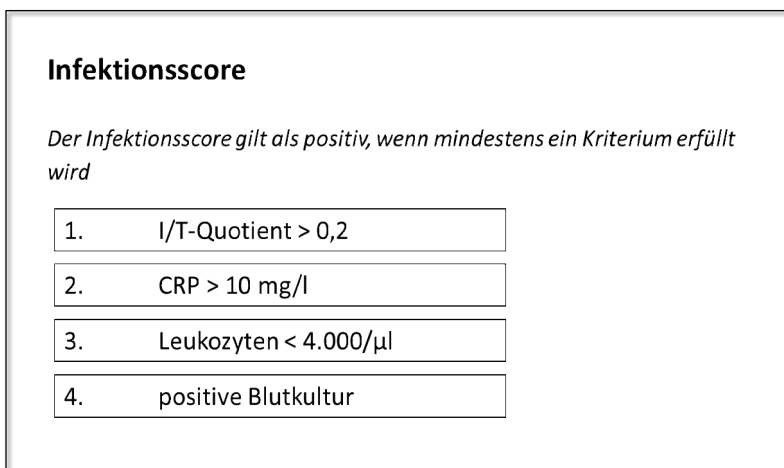 Infektionsscore
Der Infektionsscore gilt als positiv, wenn mindestens ein Kriterium erfüllt
wird
1. I/T-Quotient > 0,2
2. CRP > 10 mg/l
3. Leukozyten < 4.000/µl
4. positive Blutkultur